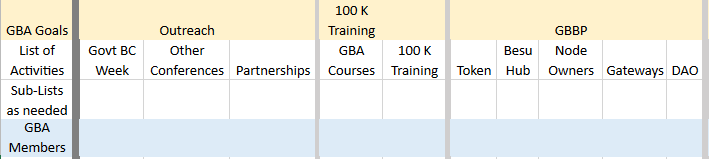 100 K
GBA Goals Outreach Training GBBP
List of Govt BC Other GBA 100 K Besu Node
Activities Week Conferences Partnerships Courses Training Token Hub Owners Gateways DAO
Sub-Lists
as needed
GBA
Members